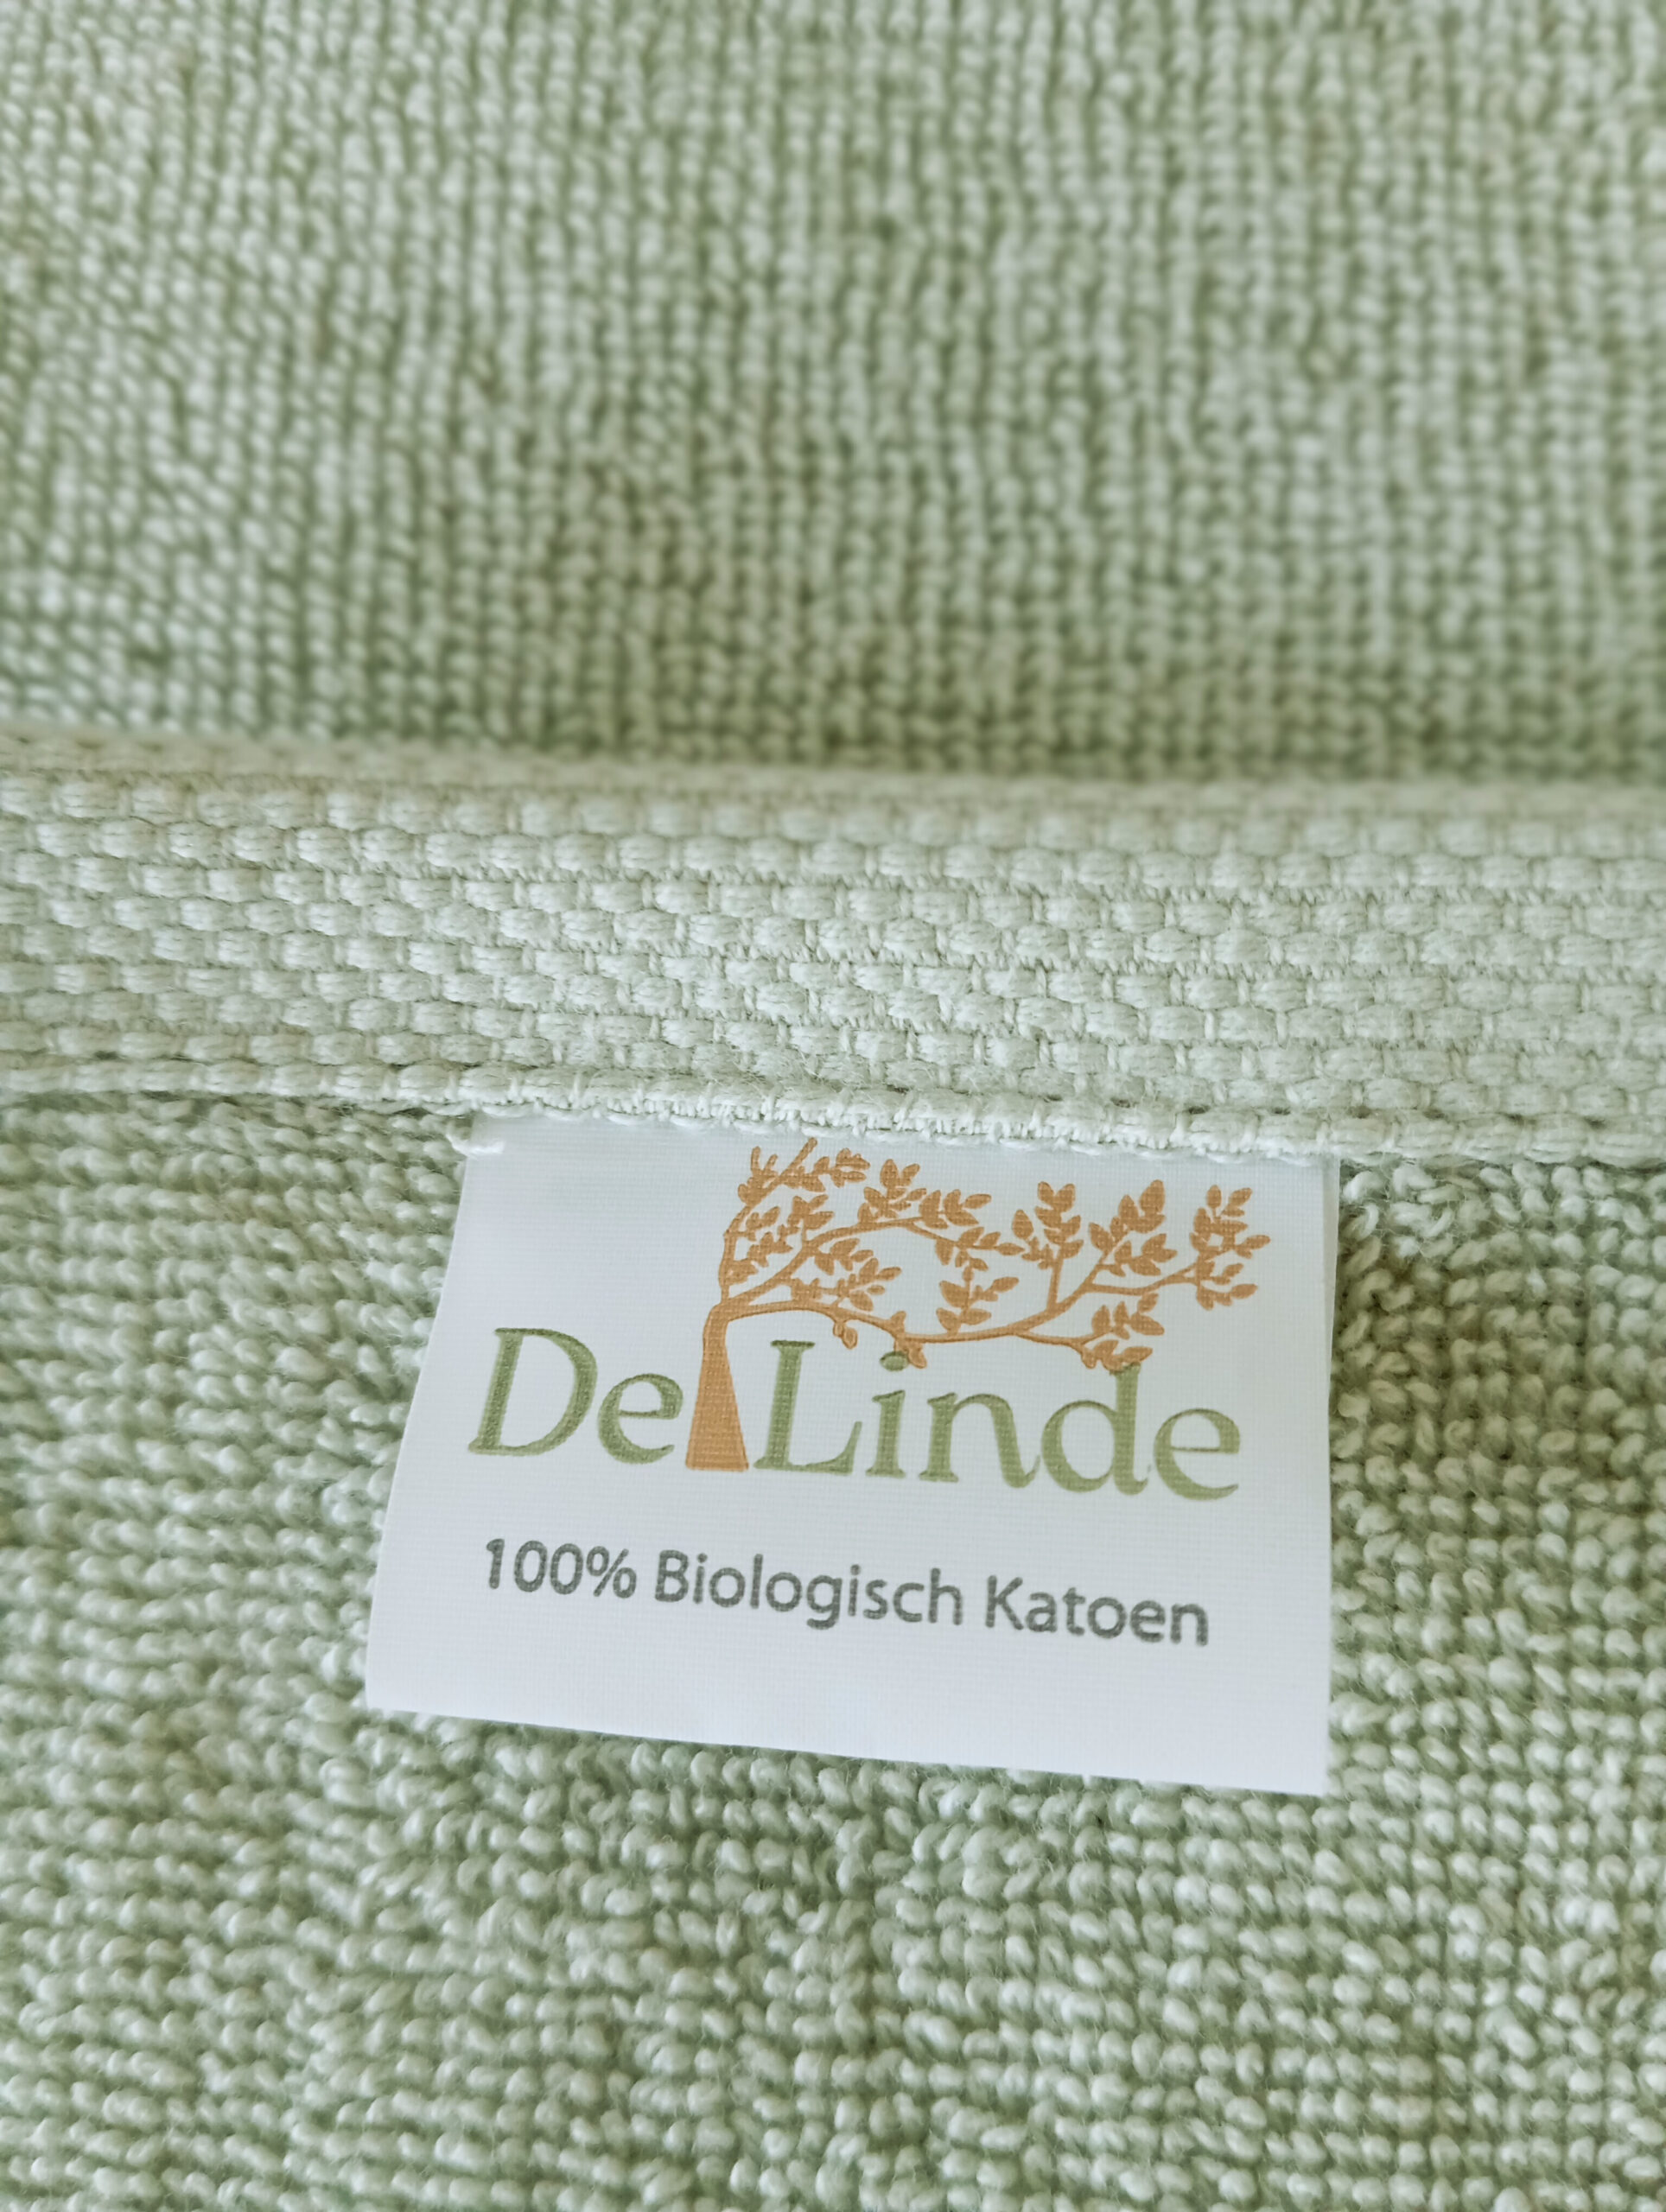 De Linde
100% Biologisch Katoen